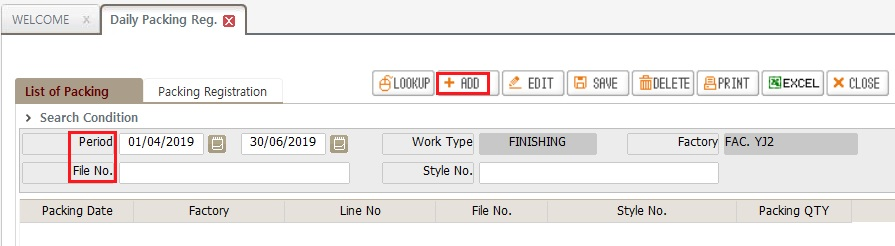 WELCOME x Daily Packing Reg. x
LOOKUP + ADD EDIT SAVE DELETE PRINT EXCEL X CLOSE
List of Packing Packing Registration
> Search Condition
Period 01/04/2019 30/06/2019 Work Type FINISHING Factory FAC. YJ2
File No. Style No.
Packing Date Factory Line No File No. Style No. Packing QTY